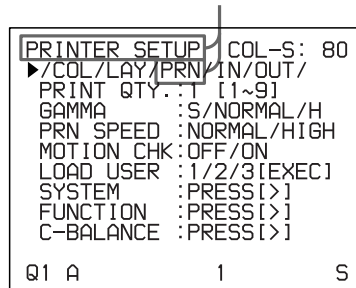 PRINTER SETUP COL-S: 80
▶/COL/LAY/PRN/IN/OUT/
PRINT QTY.:1 [1~9]
GAMMA :S/NORMAL/H
PRN SPEED :NORMAL/HIGH
MOTION CHK:OFF/ON
LOAD USER :1/2/3[EXEC]
SYSTEM :PRESS[>]
FUNCTION :PRESS[>]
C-BALANCE :PRESS[>]
Q1 A 1 S